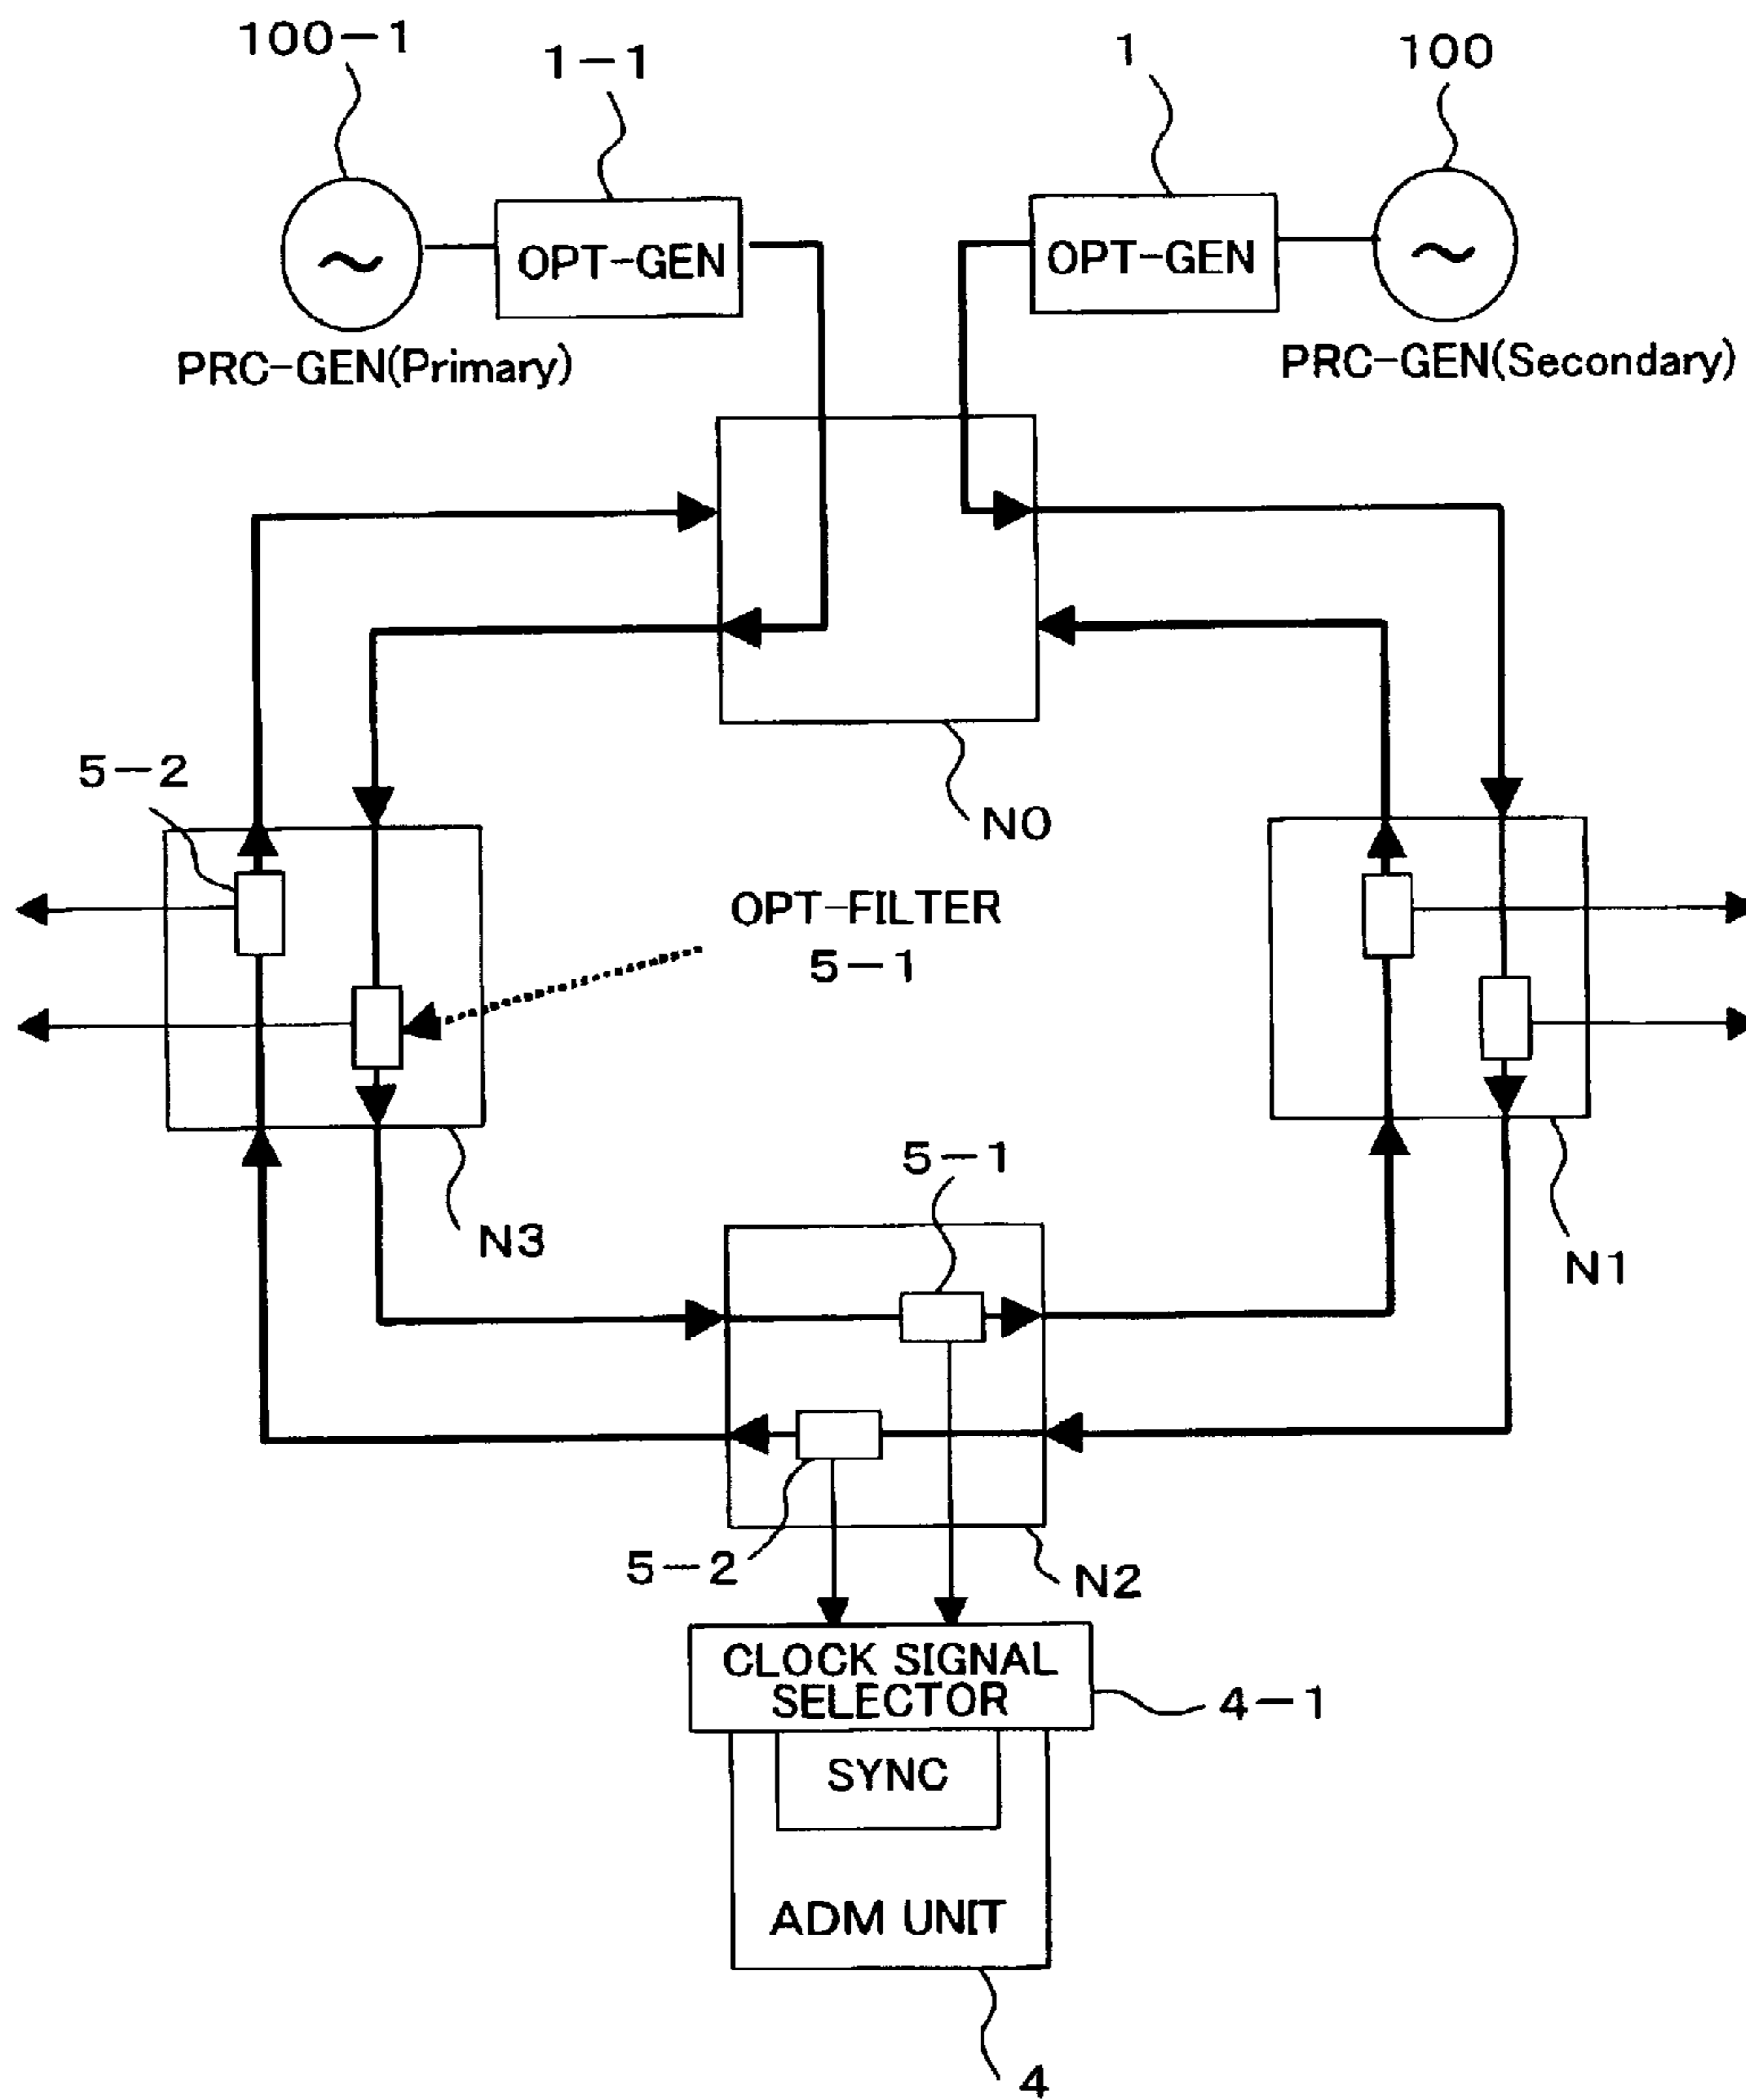 100-1
1-1
1
100
OPT-GEN
OPT-GEN
~
~
PRC-GEN(Primary)
PRC-GEN(Secondary)
5-2
N0
OPT-FILTER
5-1
5-1
N3
N1
5-2
N2
CLOCK SIGNAL
SELECTOR
4-1
SYNC
ADM UNIT
4